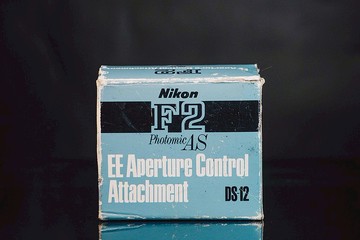 Nikon
F2
Photomic AS
EE Aperture Control
Attachment DS-12